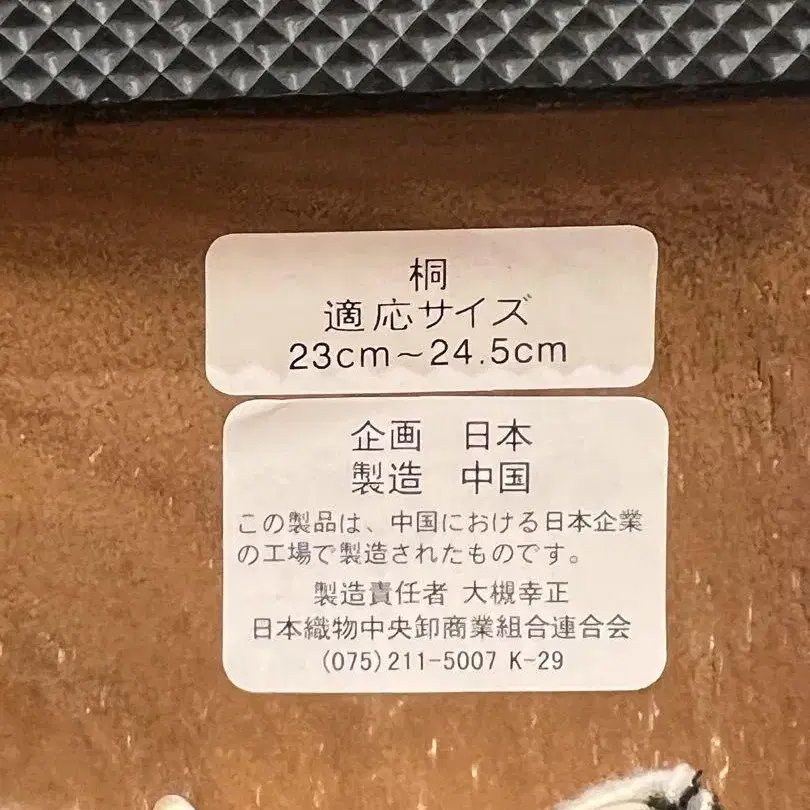 桐
適応サイズ
23cm～24.5cm
企画　日本
製造　中国
この製品は、中国における日本企業
の工場で製造されたものです。
製造責任者 大槻幸正
日本織物中央卸商業組合連合会
(075)211-5007 K-29